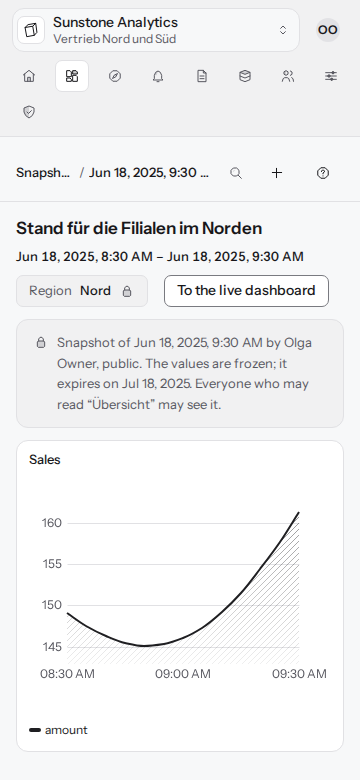 Sunstone Analytics
Vertrieb Nord und Süd
OO
Snapsh... / Jun 18, 2025, 9:30 ...
Stand für die Filialen im Norden
Jun 18, 2025, 8:30 AM – Jun 18, 2025, 9:30 AM
Region Nord
To the live dashboard
Snapshot of Jun 18, 2025, 9:30 AM by Olga
Owner, public. The values are frozen; it
expires on Jul 18, 2025. Everyone who may
read “Übersicht” may see it.
Sales
160
155
150
145
08:30 AM 09:00 AM 09:30 AM
amount